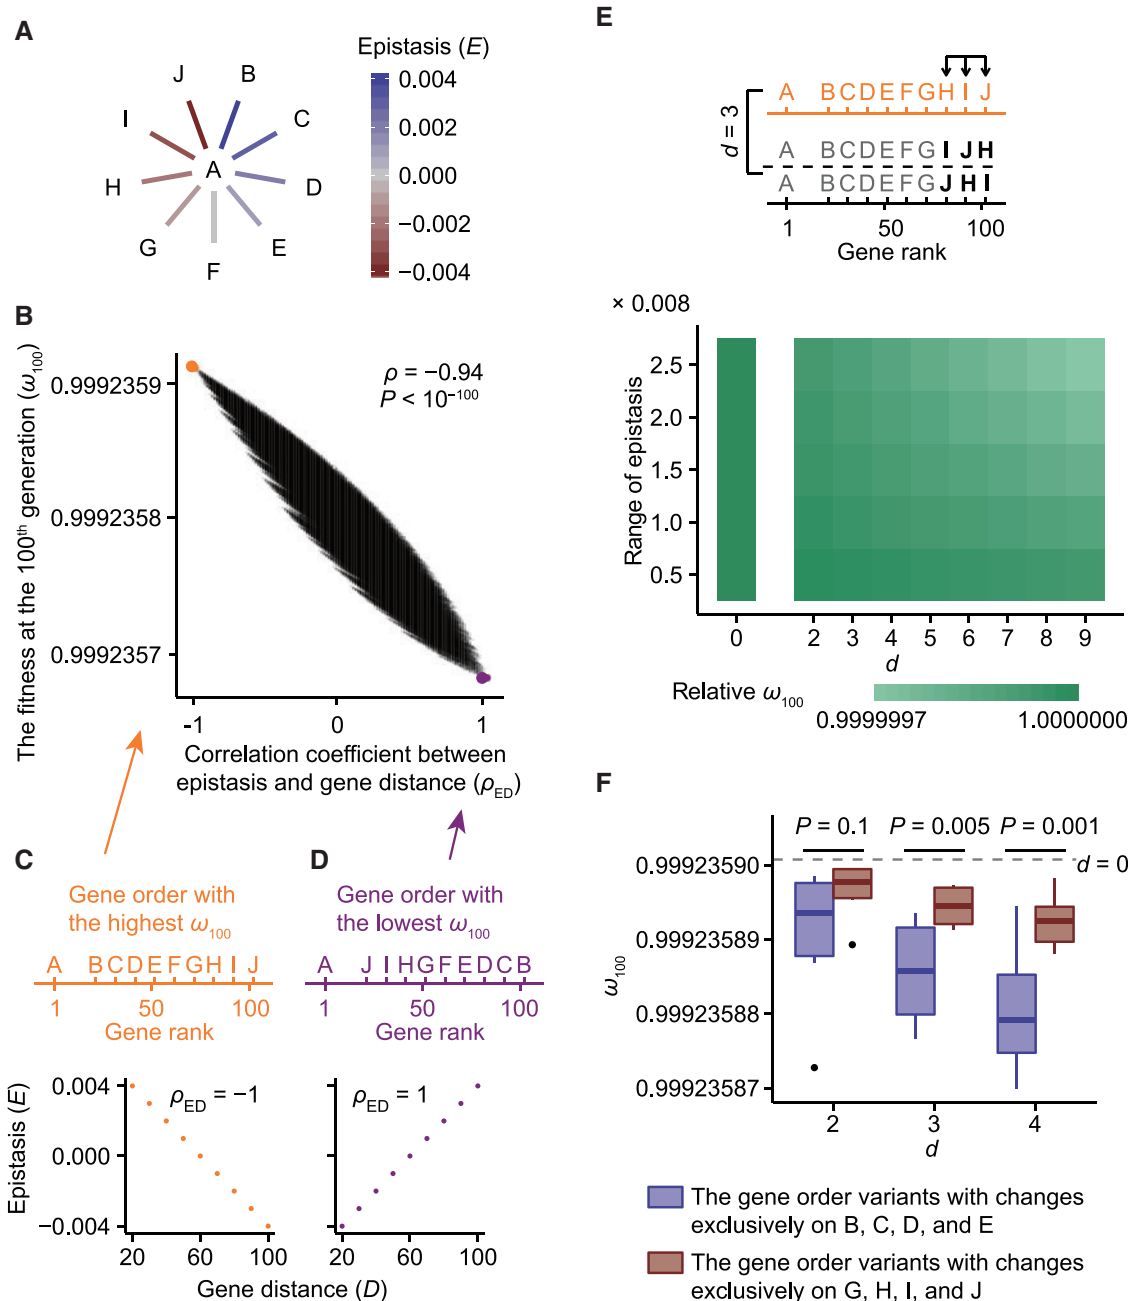 A
Epistasis (E)
J B
I C
A
H D
G E
F
0.004
0.002
0.000
−0.002
−0.004
B
The fitness at the 100th generation (ω100)
0.9992359
0.9992358
0.9992357
ρ = −0.94
P < 10−100
-1 0 1
Correlation coefficient between
epistasis and gene distance (ρED)
C
Gene order with
the highest ω100
A B C D E F G H I J
1 50 100
Gene rank
D
Gene order with
the lowest ω100
A J I H G F E D C B
1 50 100
Gene rank
Epistasis (E)
0.004
0.000
−0.004
ρED = −1
20 60 100
ρED = 1
20 60 100
Gene distance (D)
E
d = 3
A B C D E F G H I J
A B C D E F G I J H
A B C D E F G J H I
1 50 100
Gene rank
× 0.008
Range of epistasis
2.5
2.0
1.5
1.0
0.5
0 2 3 4 5 6 7 8 9
d
Relative ω100
0.9999997 1.0000000
F
P = 0.1 P = 0.005 P = 0.001
d = 0
ω100
0.99923590
0.99923589
0.99923588
0.99923587
2 3 4
d
The gene order variants with changes
exclusively on B, C, D, and E
The gene order variants with changes
exclusively on G, H, I, and J